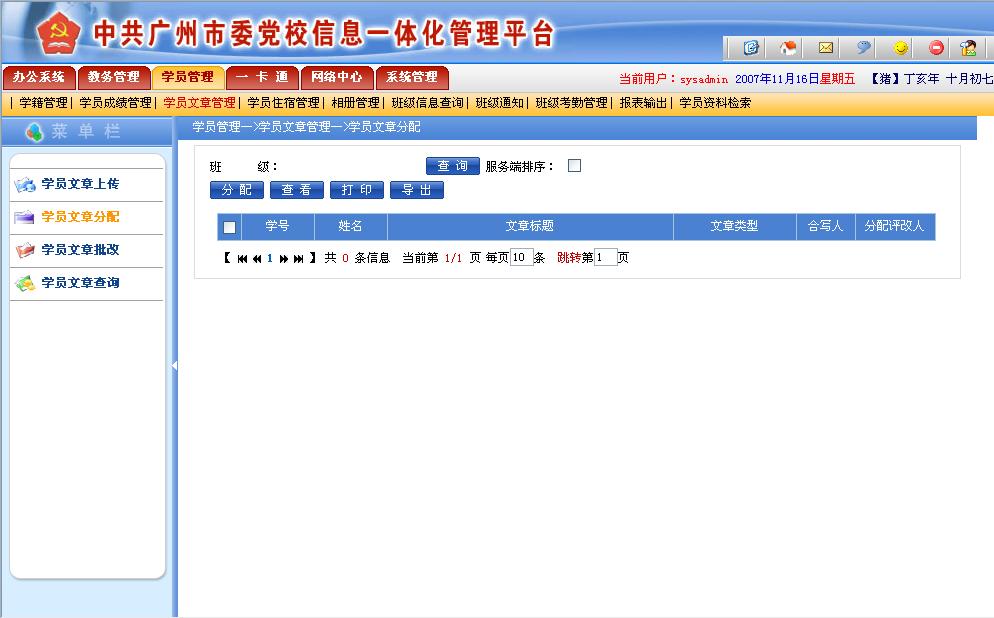 中共广州市委党校信息一体化管理平台
办公系统 教务管理 学员管理 一 卡 通 网络中心 系统管理
当前用户：sysadmin 2007年11月16日星期五 【猪】丁亥年 十月初七
| 学籍管理| 学员成绩管理| 学员文章管理| 学员住宿管理| 相册管理| 班级信息查询| 班级通知| 班级考勤管理| 报表输出| 学员资料检索
菜 单 栏
学员管理—>学员文章管理—>学员文章分配
学员文章上传
学员文章分配
学员文章批改
学员文章查询
班 级： 查 询 服务端排序：
分 配 查 看 打 印 导 出
学号 姓名 文章标题 文章类型 合写人 分配评改人
【 1 】 共 0 条信息 当前第 1/1 页 每页10条 跳转第1页